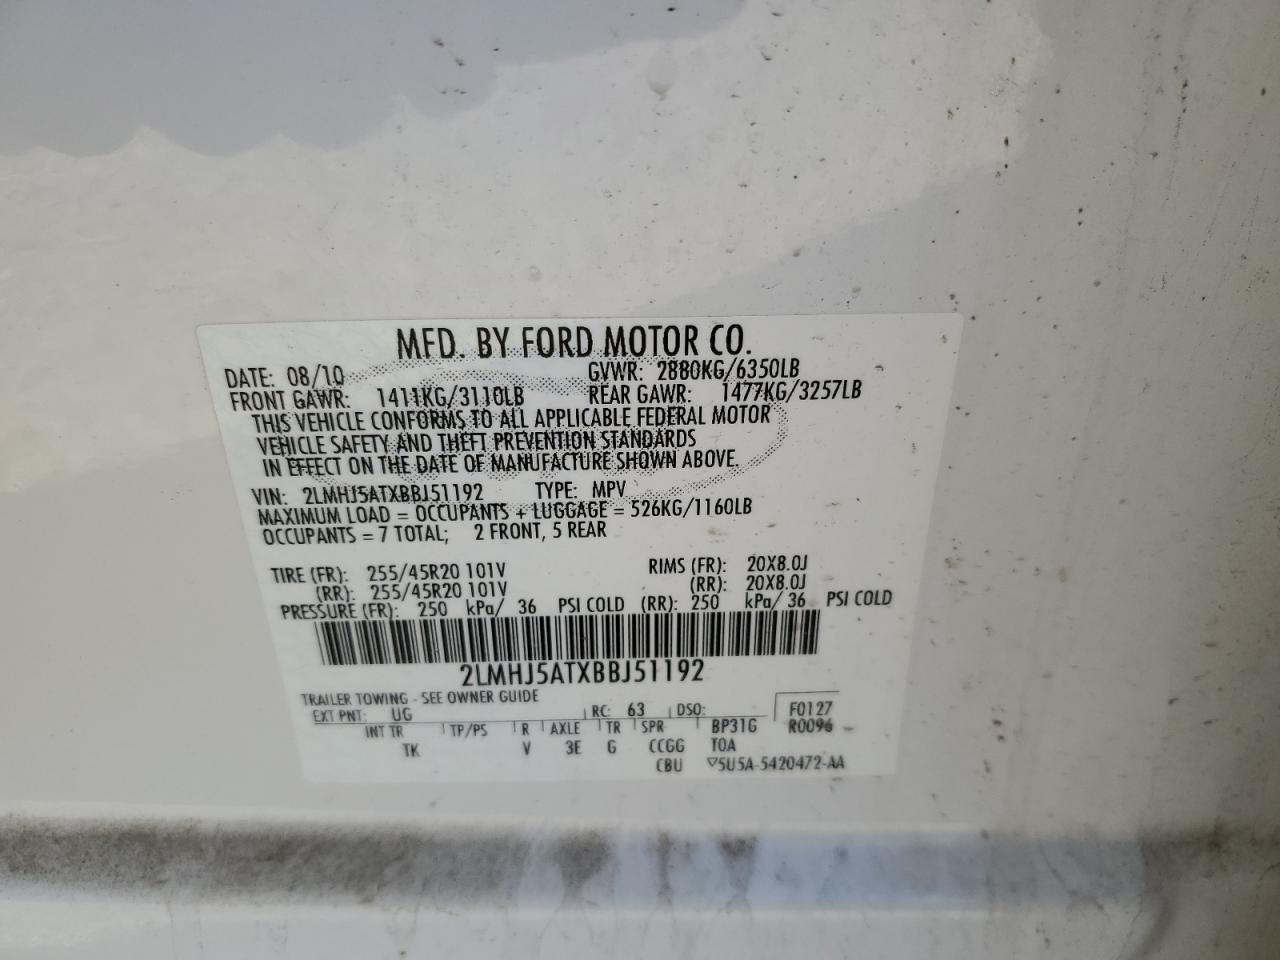 MFD. BY FORD MOTOR CO.
DATE: 08/10 GVWR: 2880KG/6350LB
FRONT GAWR: 1411KG/3110LB REAR GAWR: 1477KG/3257LB
THIS VEHICLE CONFORMS TO ALL APPLICABLE FEDERAL MOTOR
VEHICLE SAFETY AND THEFT PREVENTION STANDARDS
IN EFFECT ON THE DATE OF MANUFACTURE SHOWN ABOVE.
VIN: 2LMHJ5ATXBBJ51192 TYPE: MPV
MAXIMUM LOAD = OCCUPANTS + LUGGAGE = 526KG/1160LB
OCCUPANTS = 7 TOTAL; 2 FRONT, 5 REAR
TIRE (FR): 255/45R20 101V RIMS (FR): 20X8.0J
(RR): 255/45R20 101V (RR): 20X8.0J
PRESSURE (FR): 250 kPa/ 36 PSI COLD (RR): 250 kPa/ 36 PSI COLD
2LMHJ5ATXBBJ51192
TRAILER TOWING - SEE OWNER GUIDE
EXT PNT: UG RC: 63 DSO: F0127
INT TR TP/PS R AXLE TR SPR BP31G R0096
TK V 3E G CCGG TOA
CBU ▽5U5A-5420472-AA